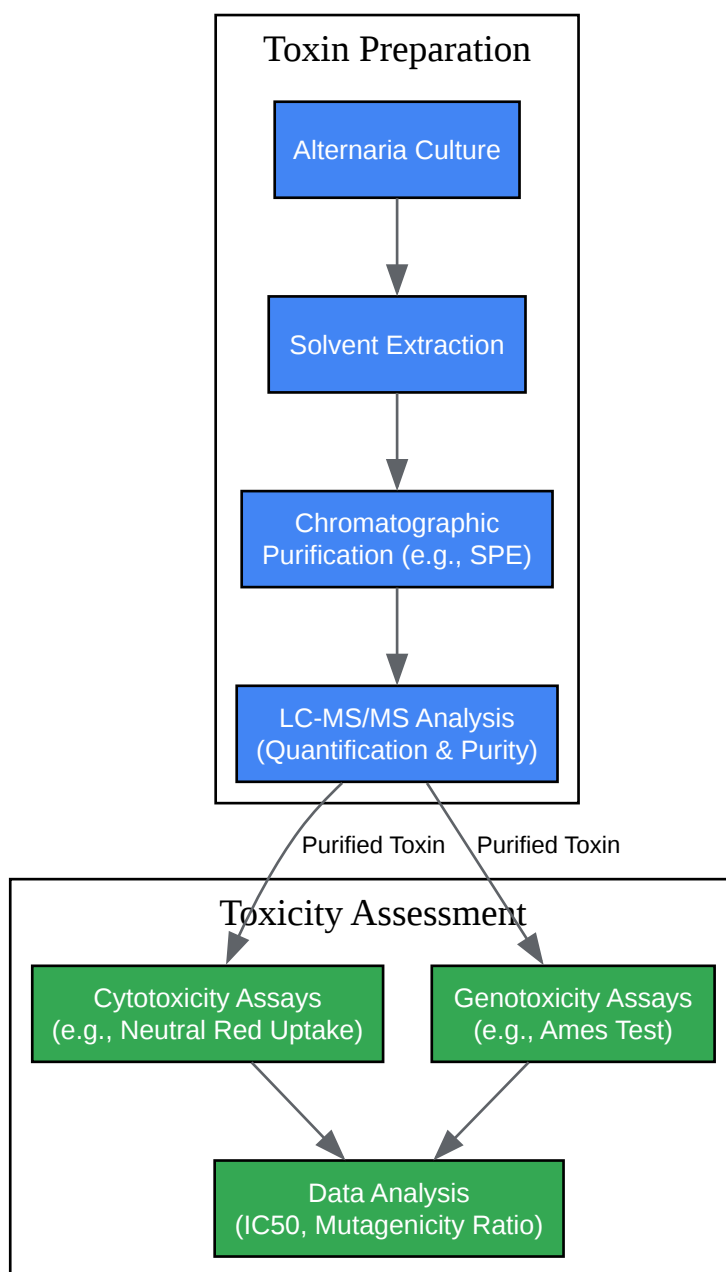 Toxin Preparation
Alternaria Culture
Solvent Extraction
Chromatographic
Purification (e.g., SPE)
LC-MS/MS Analysis
(Quantification & Purity)
Purified Toxin
Purified Toxin
Toxicity Assessment
Cytotoxicity Assays
(e.g., Neutral Red Uptake)
Genotoxicity Assays
(e.g., Ames Test)
Data Analysis
(IC50, Mutagenicity Ratio)